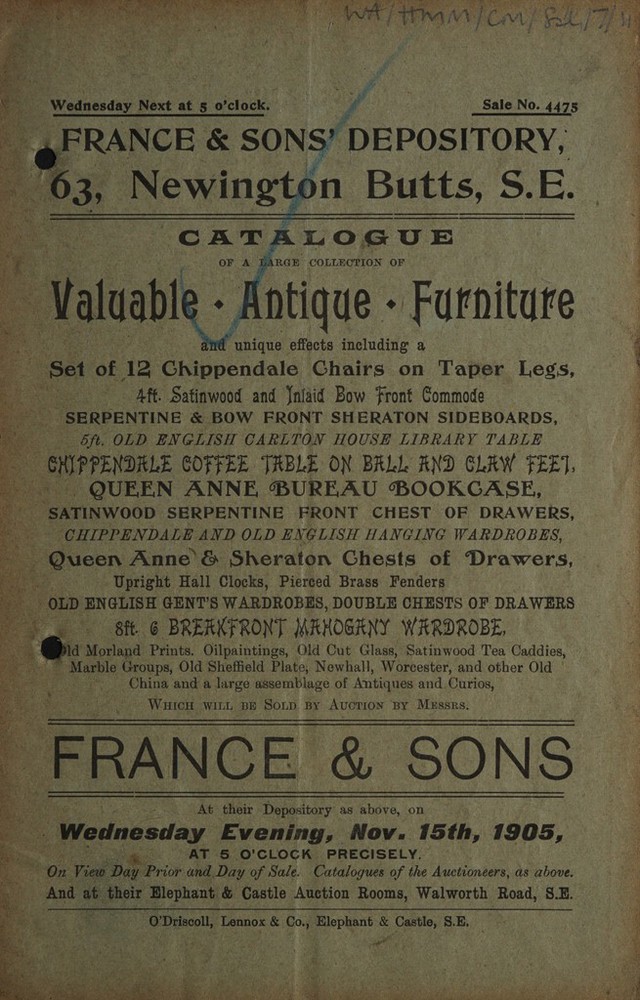 WA/HMM/Com/Sal/7/
Wednesday Next at 5 o'clock. Sale No. 4475
FRANCE & SONS' DEPOSITORY,
63, Newington Butts, S.E.
CATALOGUE
OF A LARGE COLLECTION OF
Valuable · Antique · Furniture
and unique effects including a
Set of 12 Chippendale Chairs on Taper Legs,
4ft. Satinwood and Inlaid Bow Front Commode
SERPENTINE & BOW FRONT SHERATON SIDEBOARDS,
5ft. OLD ENGLISH CARLTON HOUSE LIBRARY TABLE
CHIPPENDALE COFFEE TABLE ON BALL AND CLAW FEET,
QUEEN ANNE BUREAU BOOKCASE,
SATINWOOD SERPENTINE FRONT CHEST OF DRAWERS,
CHIPPENDALE AND OLD ENGLISH HANGING WARDROBES,
Queen Anne & Sheraton Chests of Drawers,
Upright Hall Clocks, Pierced Brass Fenders
OLD ENGLISH GENT'S WARDROBES, DOUBLE CHESTS OF DRAWERS
8ft. 6 BREAKFRONT MAHOGANY WARDROBE,
Old Morland Prints. Oilpaintings, Old Cut Glass, Satinwood Tea Caddies,
Marble Groups, Old Sheffield Plate, Newhall, Worcester, and other Old
China and a large assemblage of Antiques and Curios,
WHICH WILL BE SOLD BY AUCTION BY MESSRS.
FRANCE & SONS
At their Depository as above, on
Wednesday Evening, Nov. 15th, 1905,
AT 5 O'CLOCK PRECISELY.
On View Day Prior and Day of Sale. Catalogues of the Auctioneers, as above.
And at their Elephant & Castle Auction Rooms, Walworth Road, S.E.
O'Driscoll, Lennox & Co., Elephant & Castle, S.E.